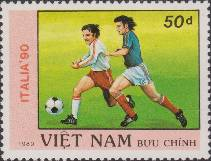 ITALIA'90
50đ
VIỆT NAM BƯU CHÍNH
1989